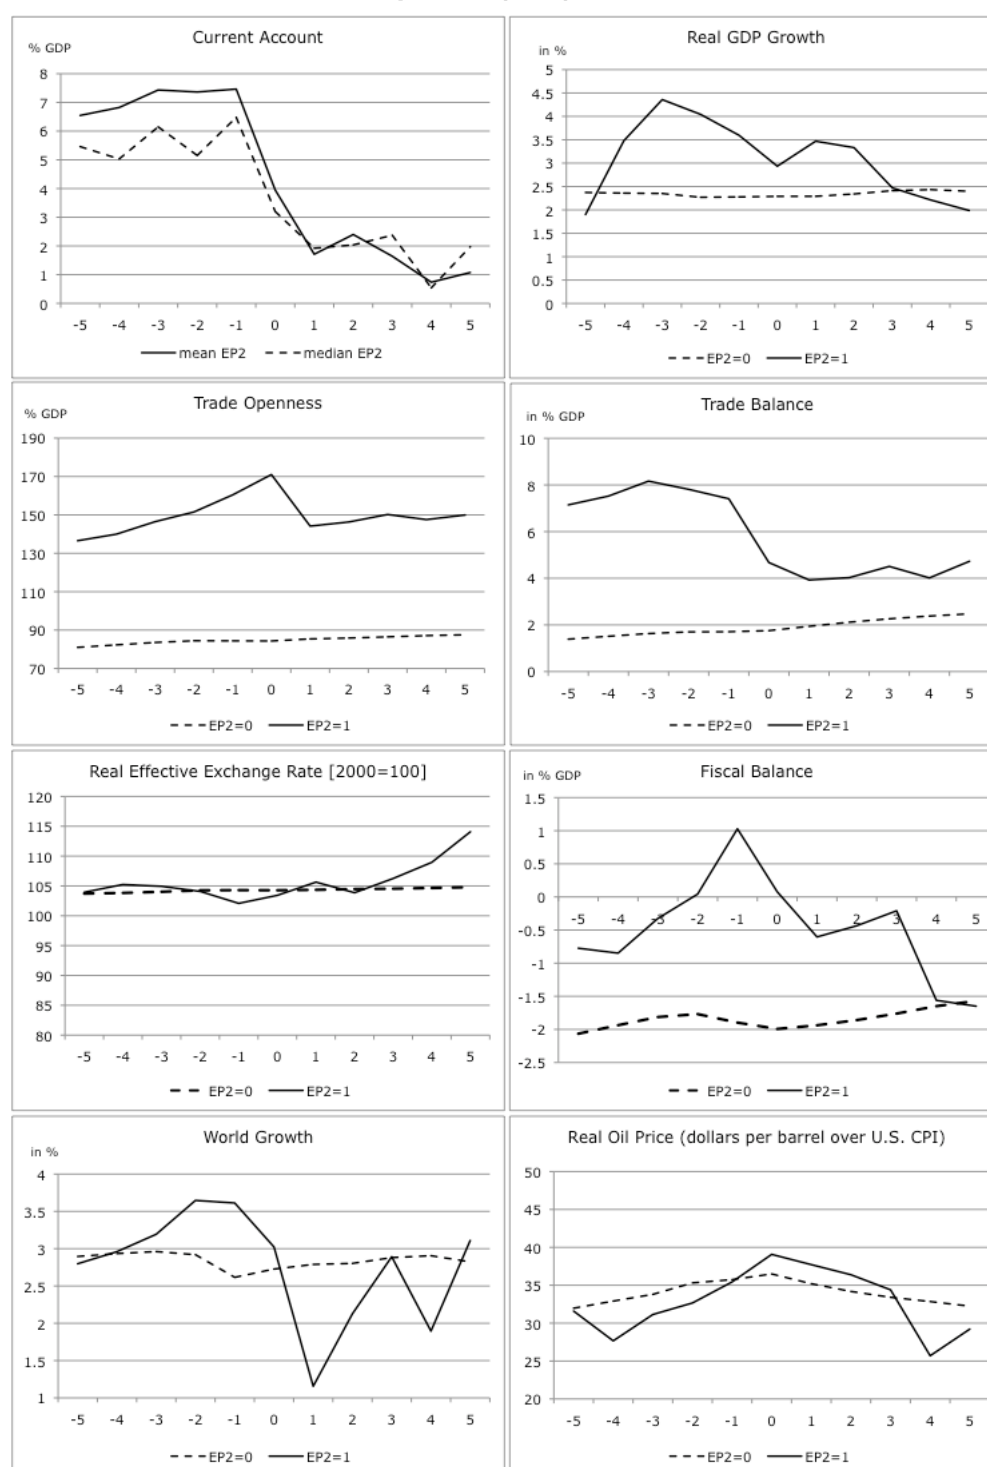 Current Account
% GDP
8
7
6
5
4
3
2
1
0
-5 -4 -3 -2 -1 0 1 2 3 4 5
mean EP2 median EP2
Real GDP Growth
in %
5
4.5
4
3.5
3
2.5
2
1.5
1
0.5
0
-5 -4 -3 -2 -1 0 1 2 3 4 5
EP2=0 EP2=1
Trade Openness
% GDP
190
170
150
130
110
90
70
-5 -4 -3 -2 -1 0 1 2 3 4 5
EP2=0 EP2=1
Trade Balance
in % GDP
10
8
6
4
2
0
-5 -4 -3 -2 -1 0 1 2 3 4 5
EP2=0 EP2=1
Real Effective Exchange Rate [2000=100]
120
115
110
105
100
95
90
85
80
-5 -4 -3 -2 -1 0 1 2 3 4 5
EP2=0 EP2=1
Fiscal Balance
in % GDP
1.5
1
0.5
0
-0.5
-1
-1.5
-2
-2.5
-5 -4 -3 -2 -1 0 1 2 3 4 5
EP2=0 EP2=1
World Growth
in %
4
3.5
3
2.5
2
1.5
1
-5 -4 -3 -2 -1 0 1 2 3 4 5
EP2=0 EP2=1
Real Oil Price (dollars per barrel over U.S. CPI)
50
45
40
35
30
25
20
-5 -4 -3 -2 -1 0 1 2 3 4 5
EP2=0 EP2=1